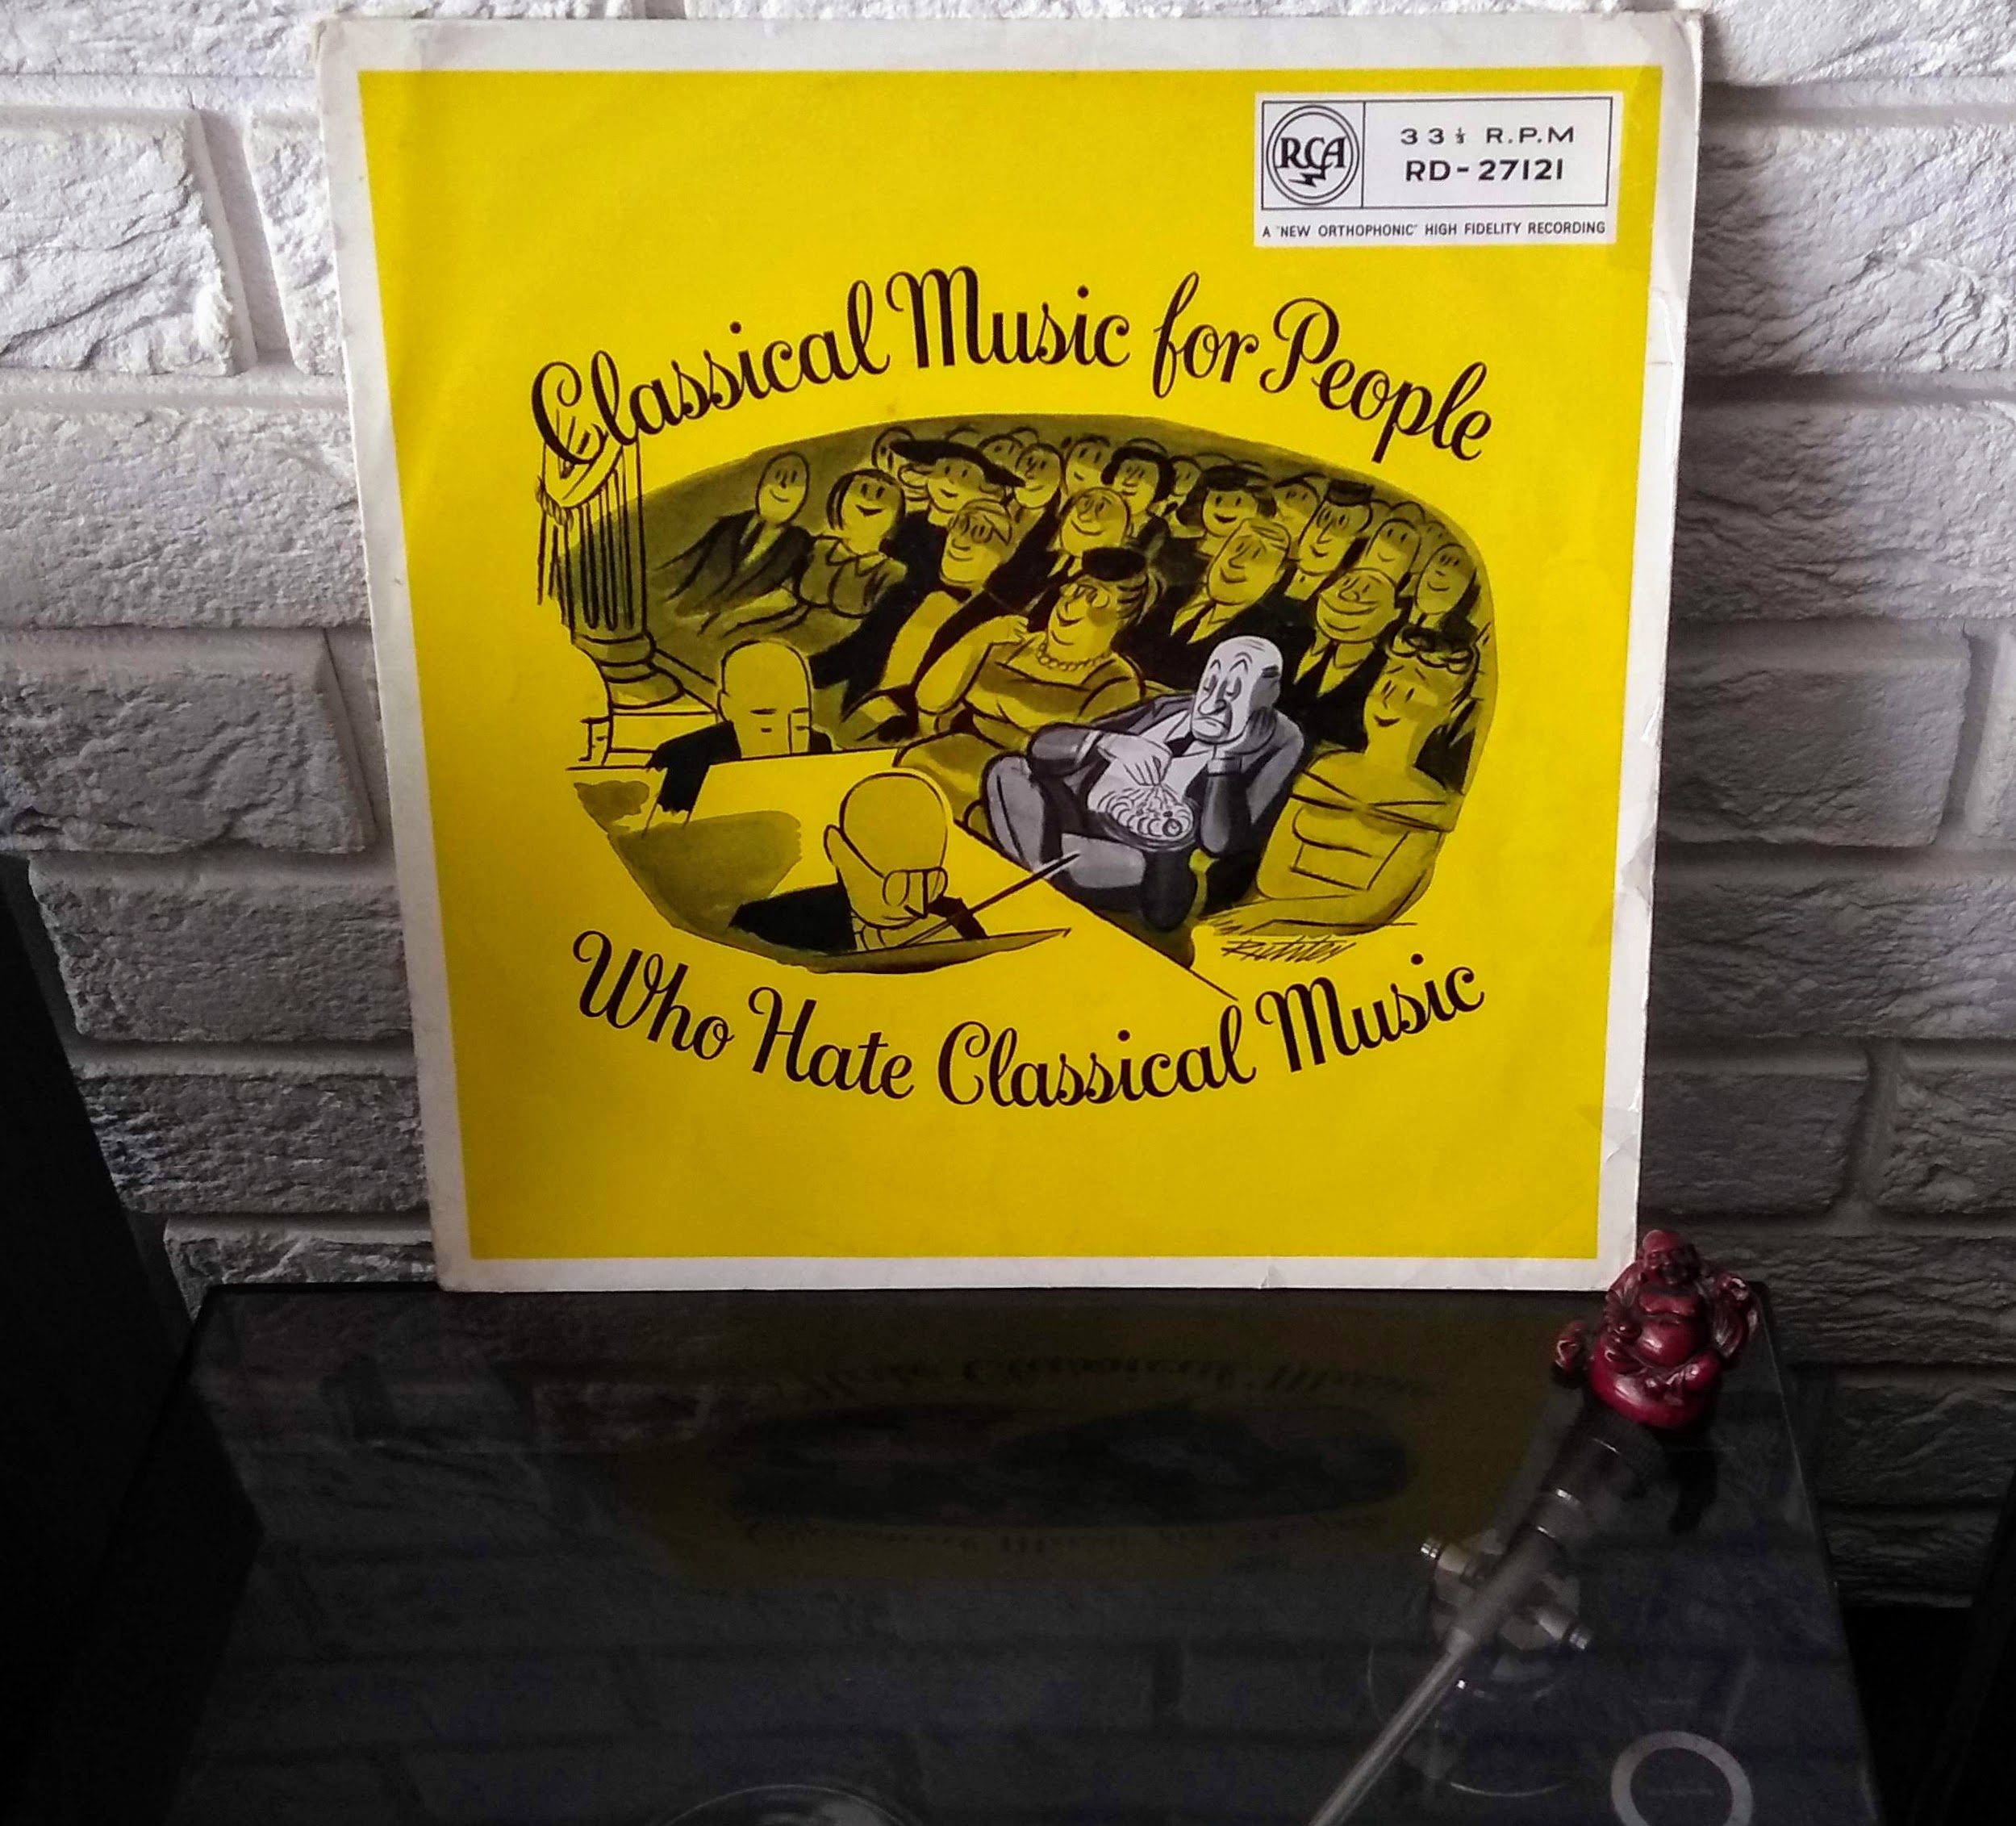 RCA
33⅓ R.P.M
RD-27121
A "NEW ORTHOPHONIC" HIGH FIDELITY RECORDING
Classical Music for People
Who Hate Classical Music